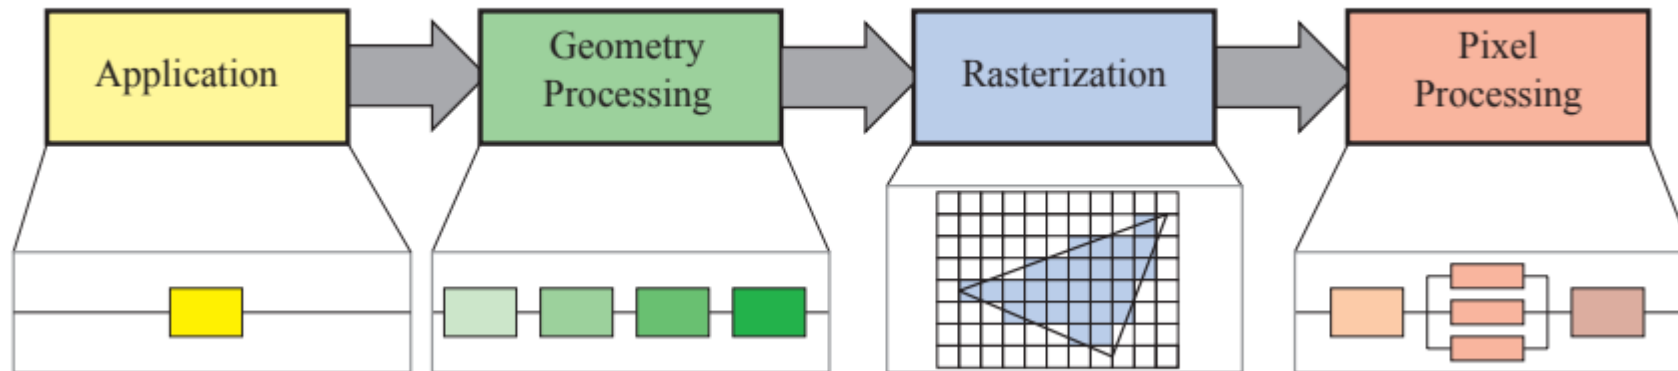 Application
Geometry
Processing
Rasterization
Pixel
Processing